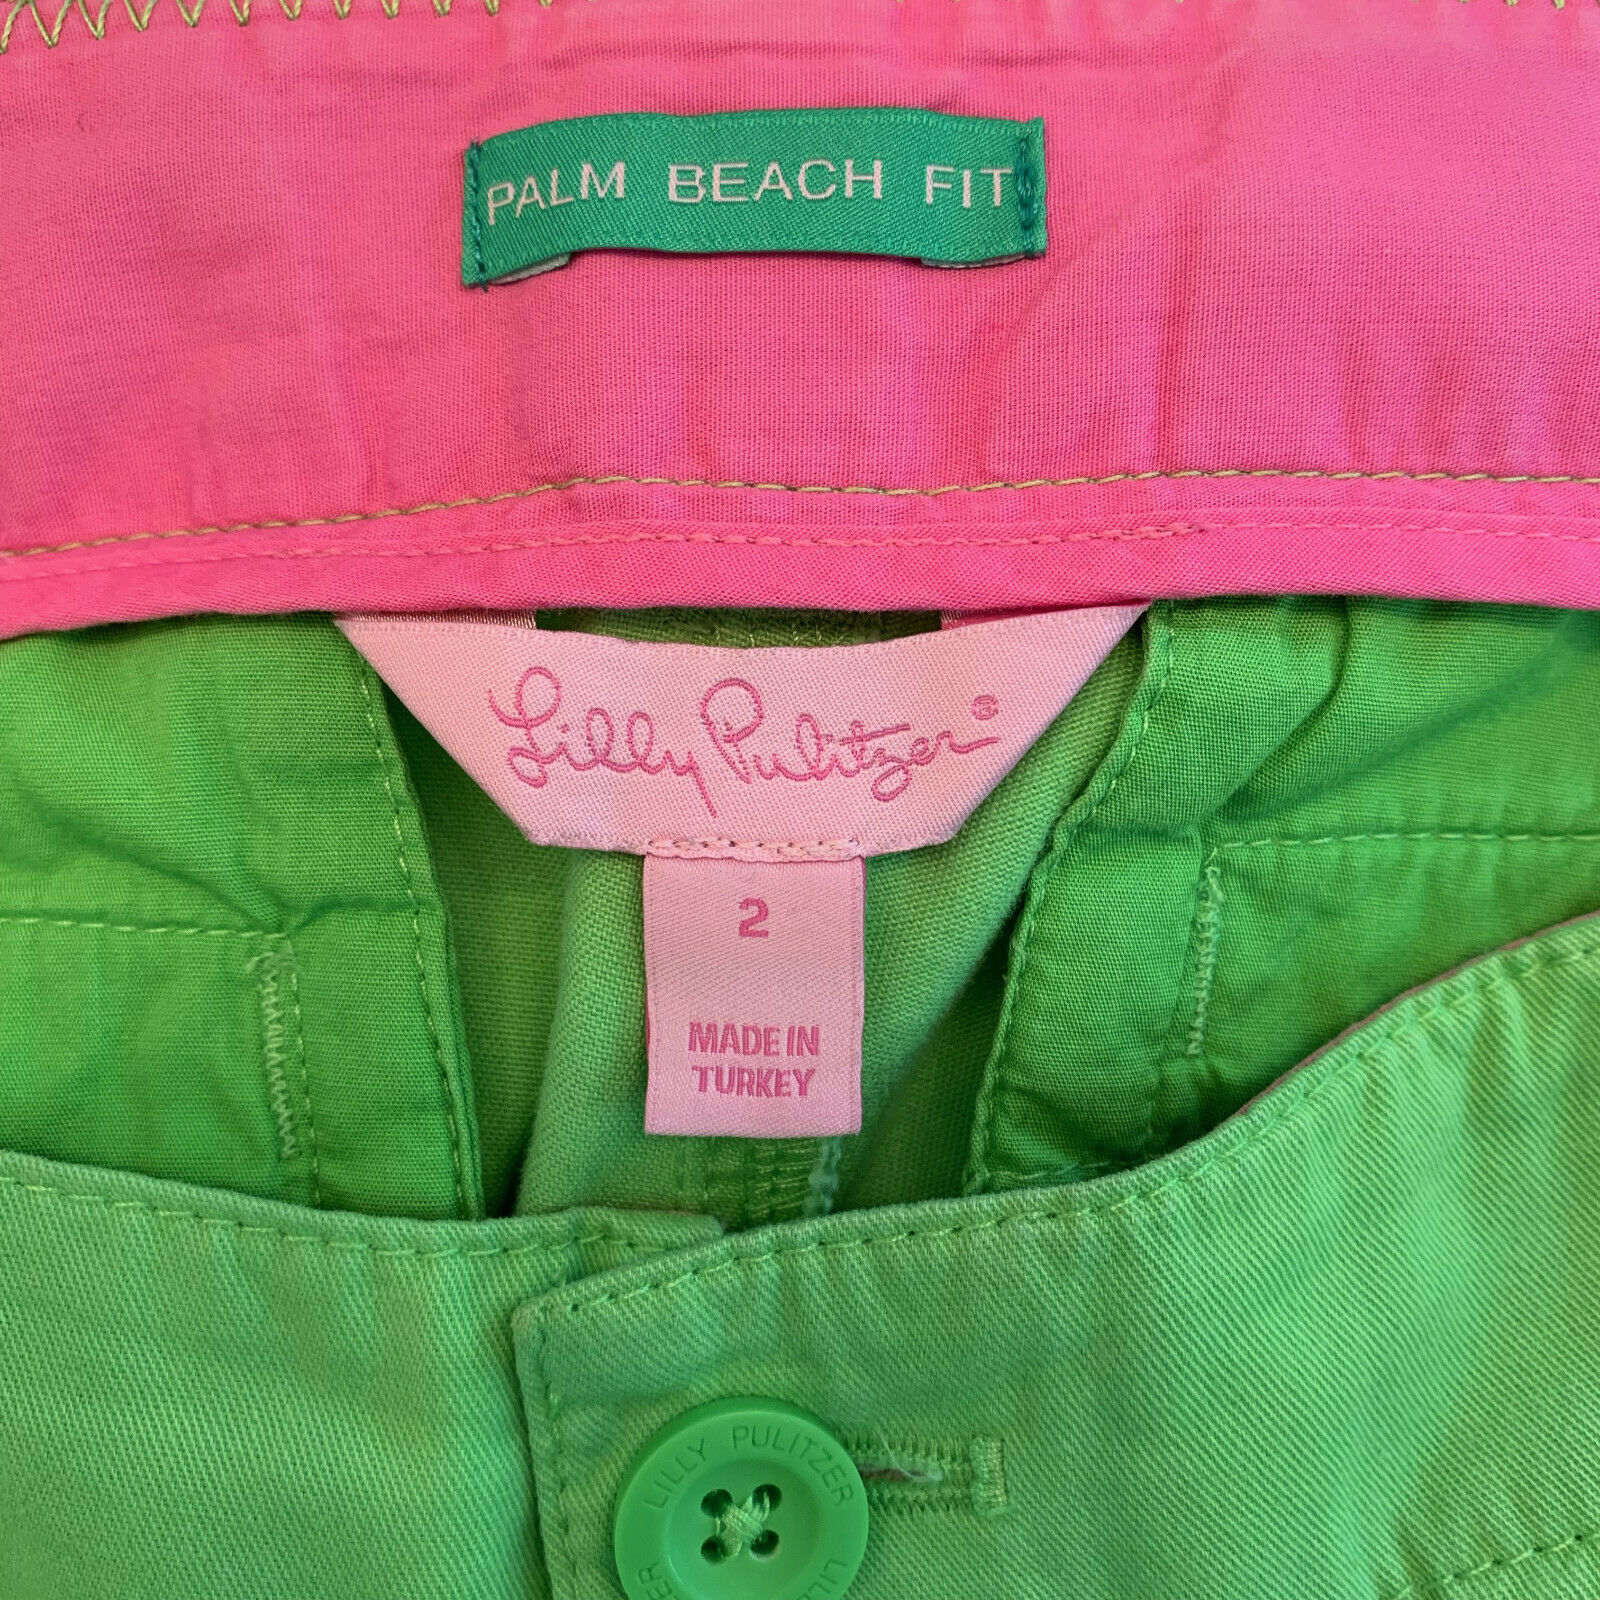 PALM BEACH FIT
Lilly Pulitzer®
2
MADE IN
TURKEY
LILLY PULITZER